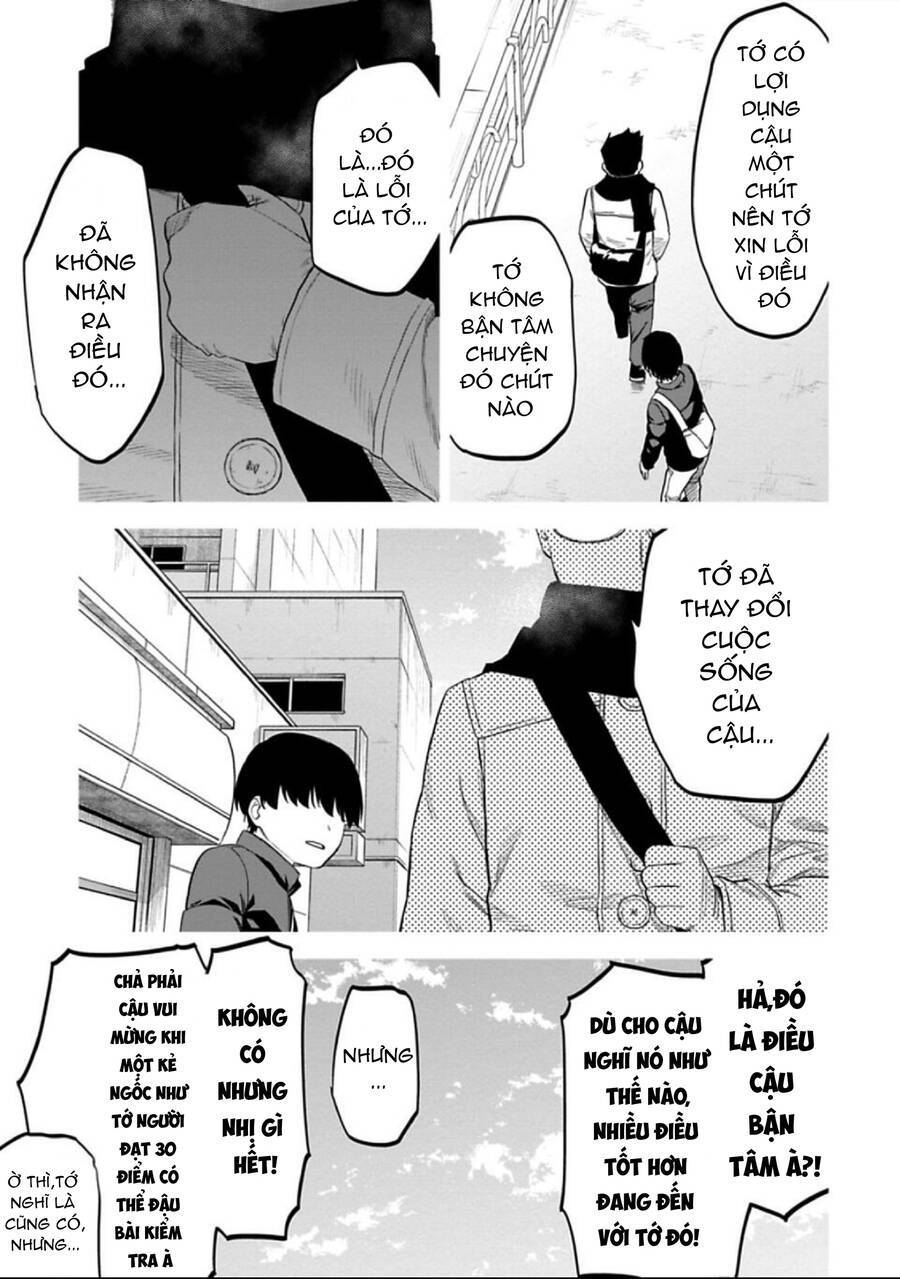 TỚ CÓ
LỢI
DỤNG
CẬU
MỘT
CHÚT
NÊN TỚ
XIN LỖI
VÌ ĐIỀU
ĐÓ
TỚ
KHÔNG
BẬN TÂM
CHUYỆN
ĐÓ CHÚT
NÀO
ĐÓ
LÀ...ĐÓ
LÀ LỖI
CỦA TỚ...
ĐÃ
KHÔNG
NHẬN
RA
ĐIỀU
ĐÓ...
TỚ ĐÃ
THAY ĐỔI
CUỘC
SỐNG
CỦA
CẬU...
HẢ,ĐÓ
LÀ ĐIỀU
CẬU
BẬN
TÂM À?!
DÙ CHO CẬU
NGHĨ NÓ NHƯ
THẾ NÀO,
NHIỀU ĐIỀU
TỐT HƠN
ĐANG ĐẾN
VỚI TỚ ĐÓ!
NHƯNG
...
KHÔNG
CÓ
NHƯNG
NHỊ GÌ
HẾT!
CHẢ PHẢI
CẬU VUI
MỪNG KHI
MỘT KẺ
NGỐC NHƯ
TỚ NGƯỜI
ĐẠT 30
ĐIỂM CÓ
THỂ ĐẬU
BÀI KIỂM
TRA À
Ờ THÌ,TỚ
NGHĨ LÀ
CŨNG CÓ,
NHƯNG...